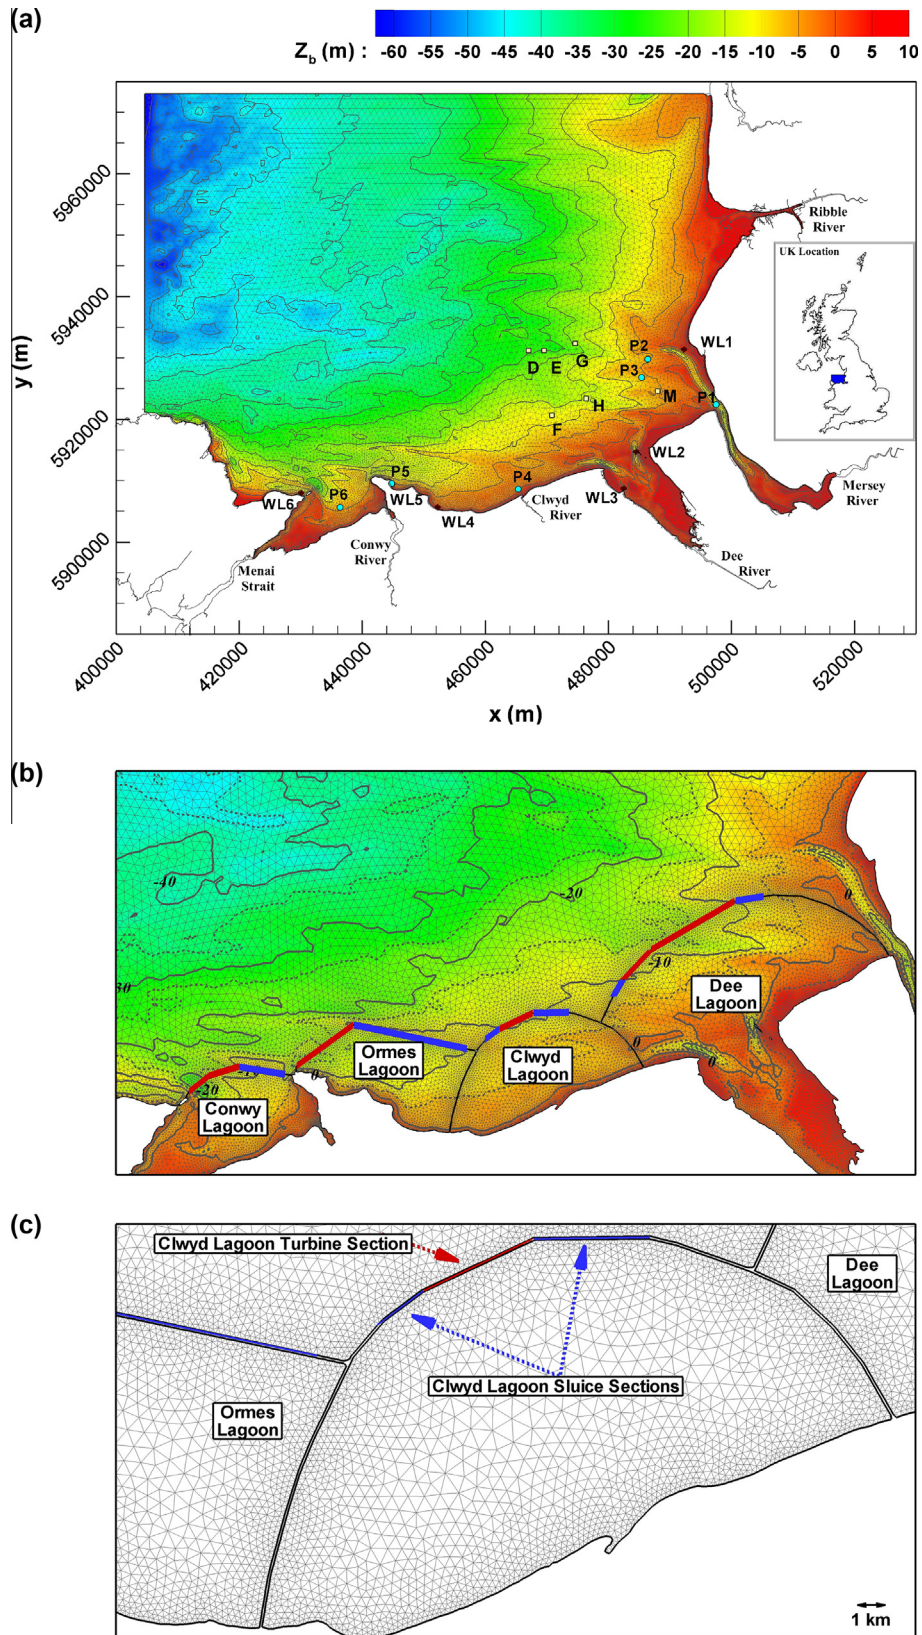 (a)
Z_b (m) : -60 -55 -50 -45 -40 -35 -30 -25 -20 -15 -10 -5 0 5 10
5960000
5940000
5920000
5900000
y (m)
Ribble
River
UK Location
WL1
P2
P3
D
E
G
H
M
P1
F
WL2
P5
P4
WL6
P6
WL5
WL4
WL3
Clwyd
River
Mersey
River
Conwy
River
Menai
Strait
Dee
River
400000
420000
440000
460000
480000
500000
520000
x (m)
(b)
-40
-20
0
-10
Dee
Lagoon
Ormes
Lagoon
Clwyd
Lagoon
0
0
0
-20
Conwy
Lagoon
(c)
Clwyd Lagoon Turbine Section
Dee
Lagoon
Clwyd Lagoon Sluice Sections
Ormes
Lagoon
1 km